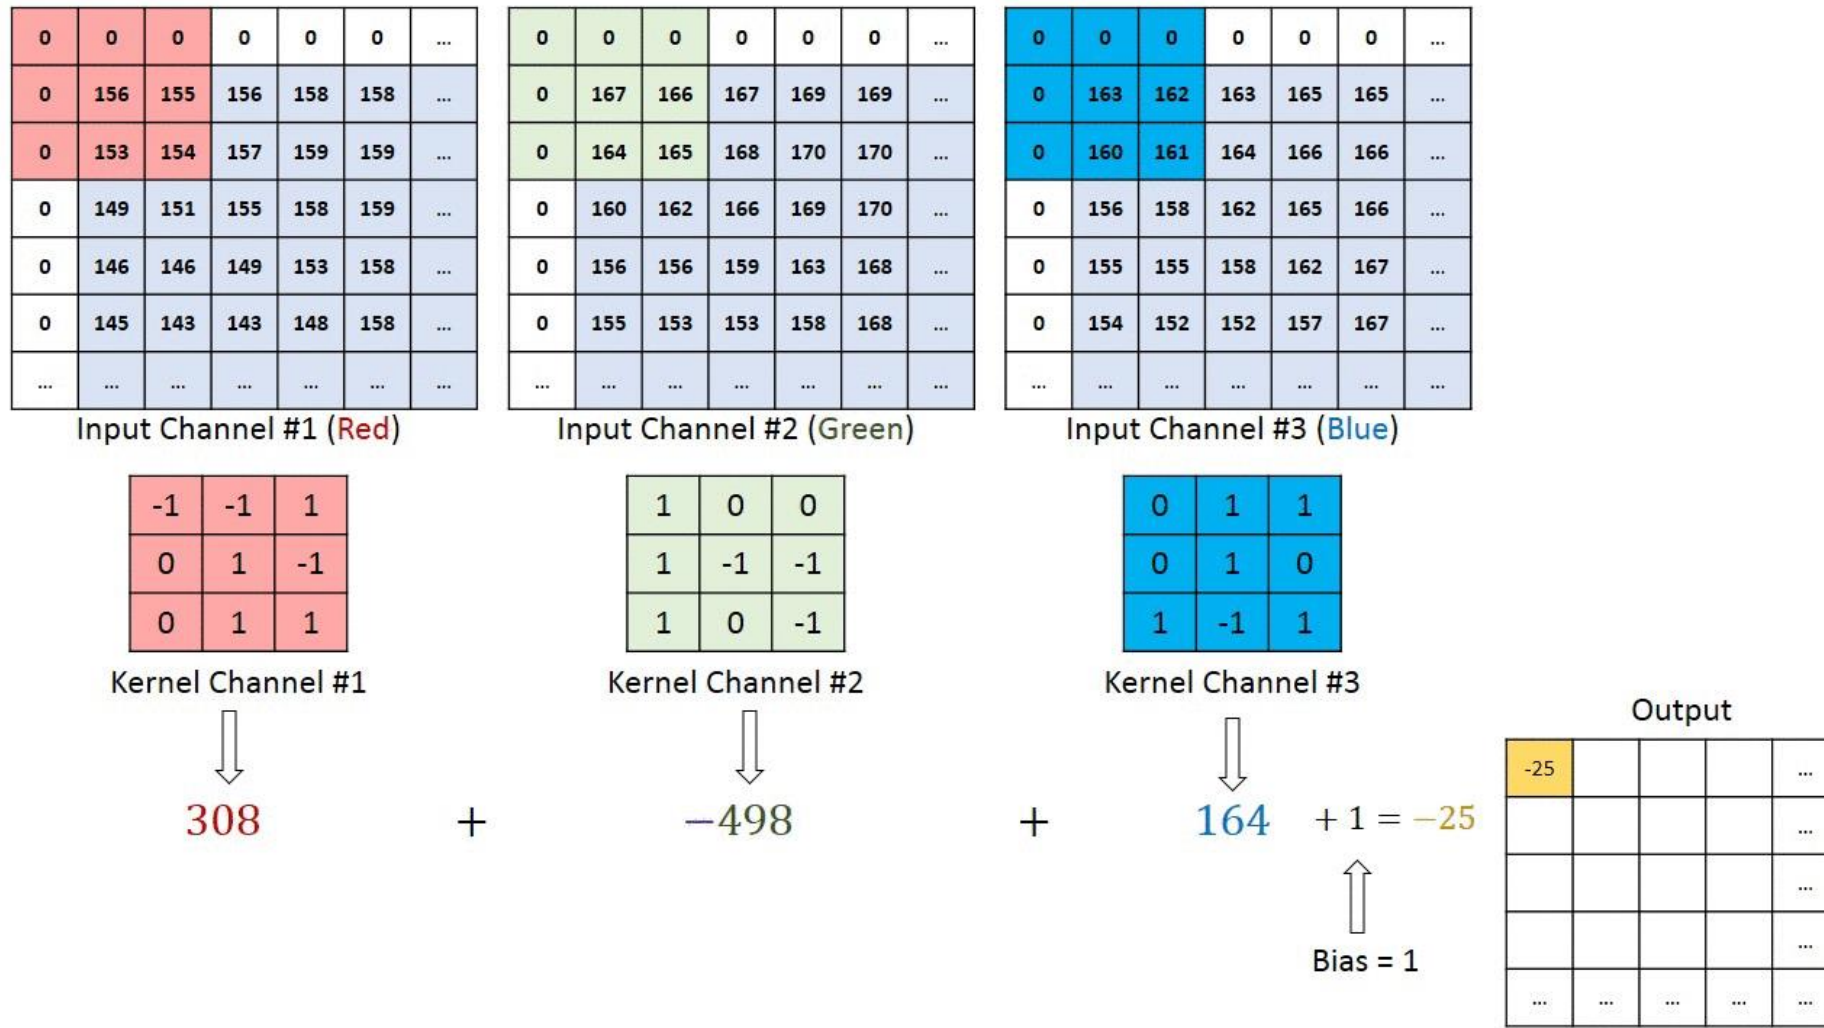 0 0 0 0 0 0 ...
0 156 155 156 158 158 ...
0 153 154 157 159 159 ...
0 149 151 155 158 159 ...
0 146 146 149 153 158 ...
0 145 143 143 148 158 ...
... ... ... ... ... ... ...
Input Channel #1 (Red)
0 0 0 0 0 0 ...
0 167 166 167 169 169 ...
0 164 165 168 170 170 ...
0 160 162 166 169 170 ...
0 156 156 159 163 168 ...
0 155 153 153 158 168 ...
... ... ... ... ... ... ...
Input Channel #2 (Green)
0 0 0 0 0 0 ...
0 163 162 163 165 165 ...
0 160 161 164 166 166 ...
0 156 158 162 165 166 ...
0 155 155 158 162 167 ...
0 154 152 152 157 167 ...
... ... ... ... ... ... ...
Input Channel #3 (Blue)
-1 -1 1
0 1 -1
0 1 1
Kernel Channel #1
1 0 0
1 -1 -1
1 0 -1
Kernel Channel #2
0 1 1
0 1 0
1 -1 1
Kernel Channel #3
308 + −498 + 164 + 1 = −25
Bias = 1
Output
-25 ...
...
...
...
... ... ... ... ...